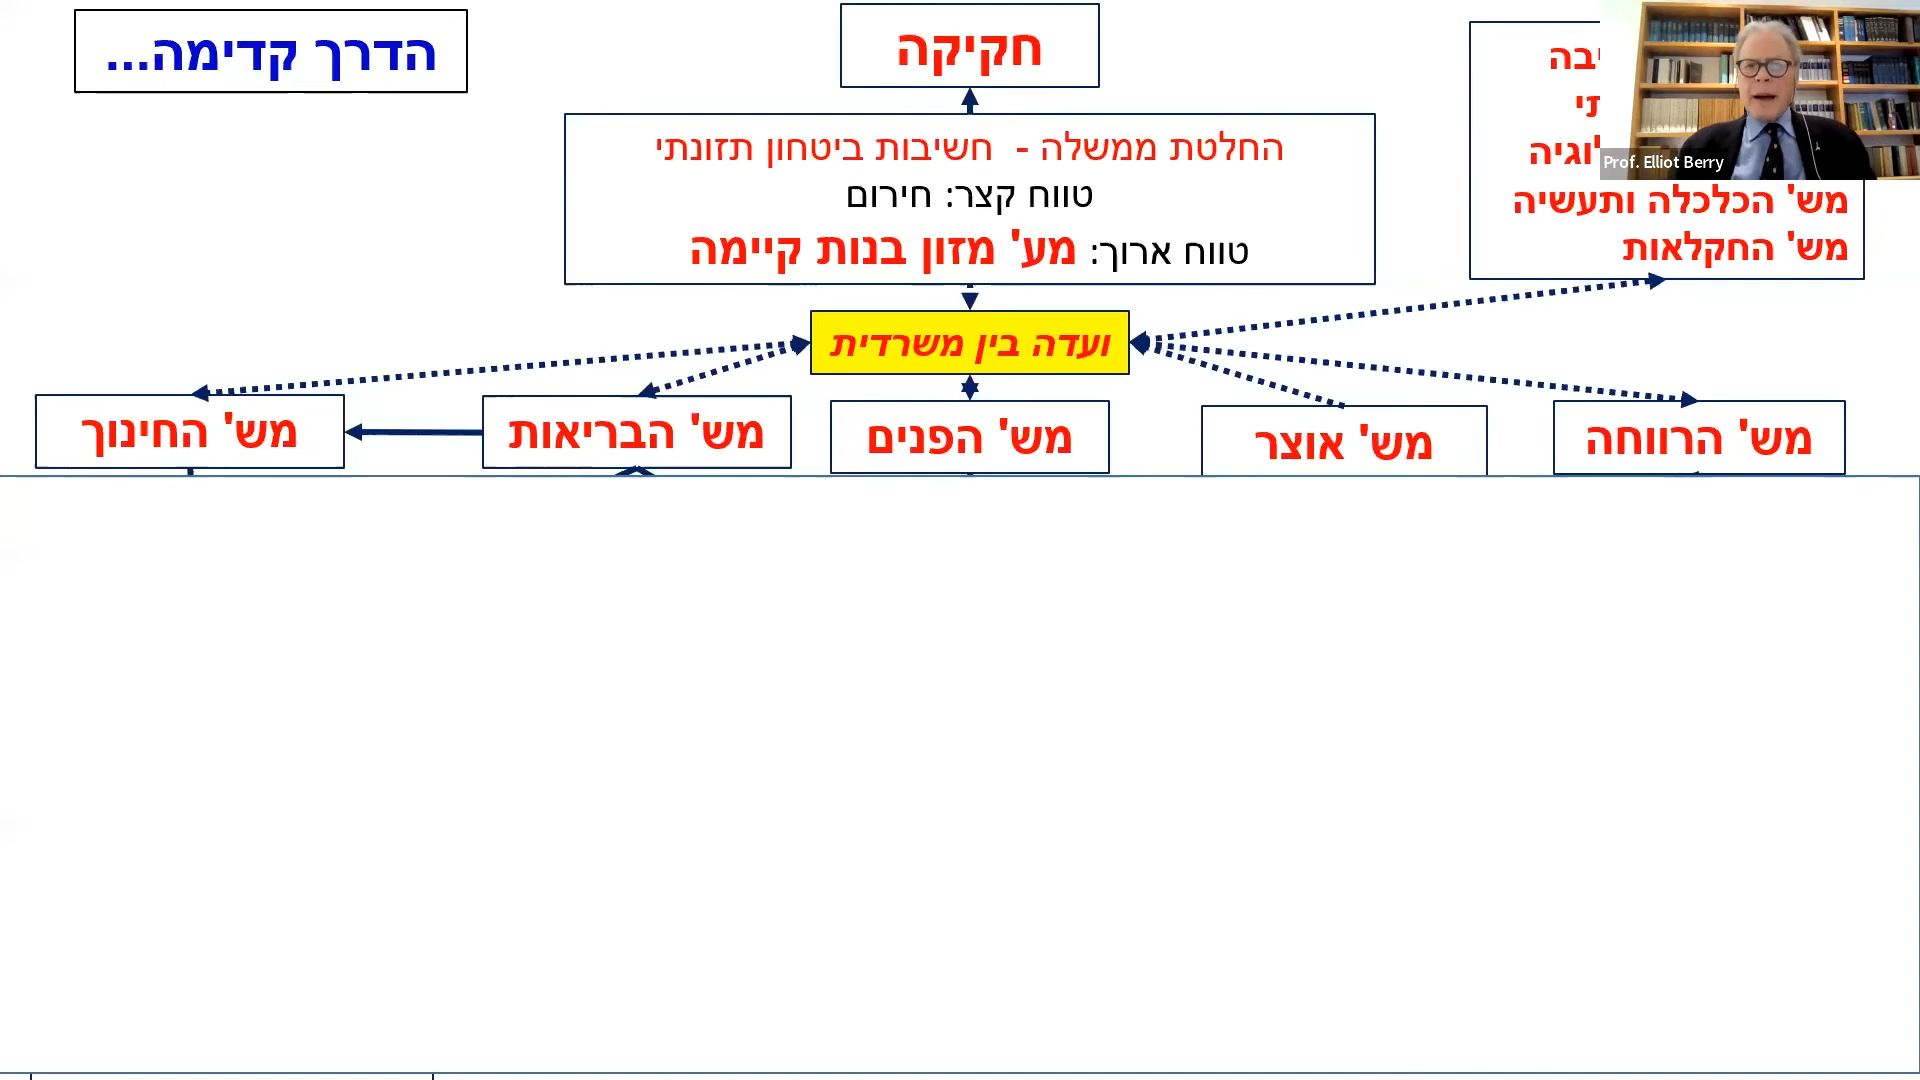 הדרך קדימה...
חקיקה
החלטת ממשלה - חשיבות ביטחון תזונתי
טווח קצר: חירום
טווח ארוך: מע' מזון בנות קיימה
מש' הכלכלה ותעשיה
מש' החקלאות
Prof. Elliot Berry
ועדה בין משרדית
מש' החינוך
מש' הבריאות
מש' הפנים
מש' אוצר
מש' הרווחה